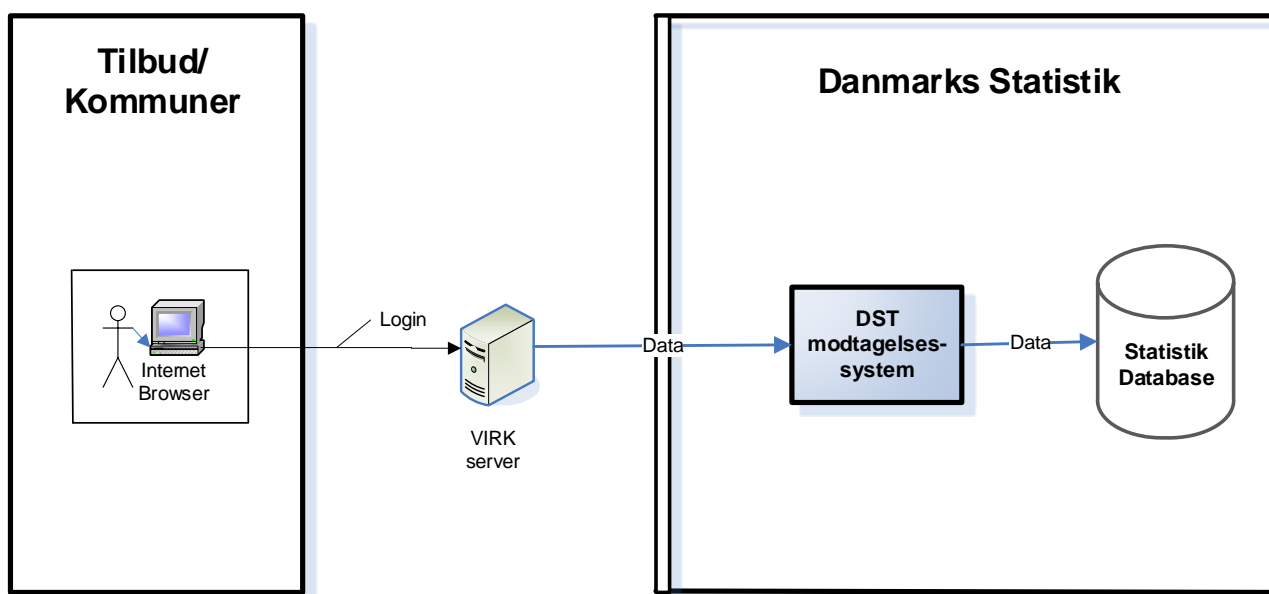 Tilbud/
Kommuner
Danmarks Statistik
Internet
Browser
Login
VIRK
server
Data
DST
modtagelses-
system
Data
Statistik
Database